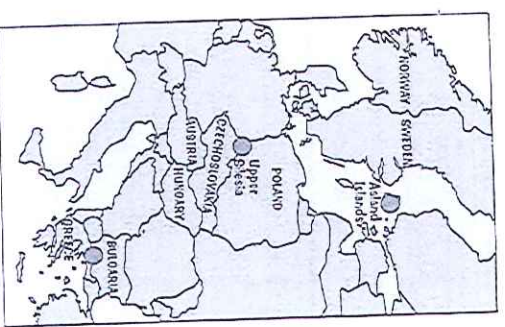 NORWAY
SWEDEN
Aaland
Islands
POLAND
Upper
Silesia
CZECHOSLOVAKIA
AUSTRIA
HUNGARY
BULGARIA
GREECE